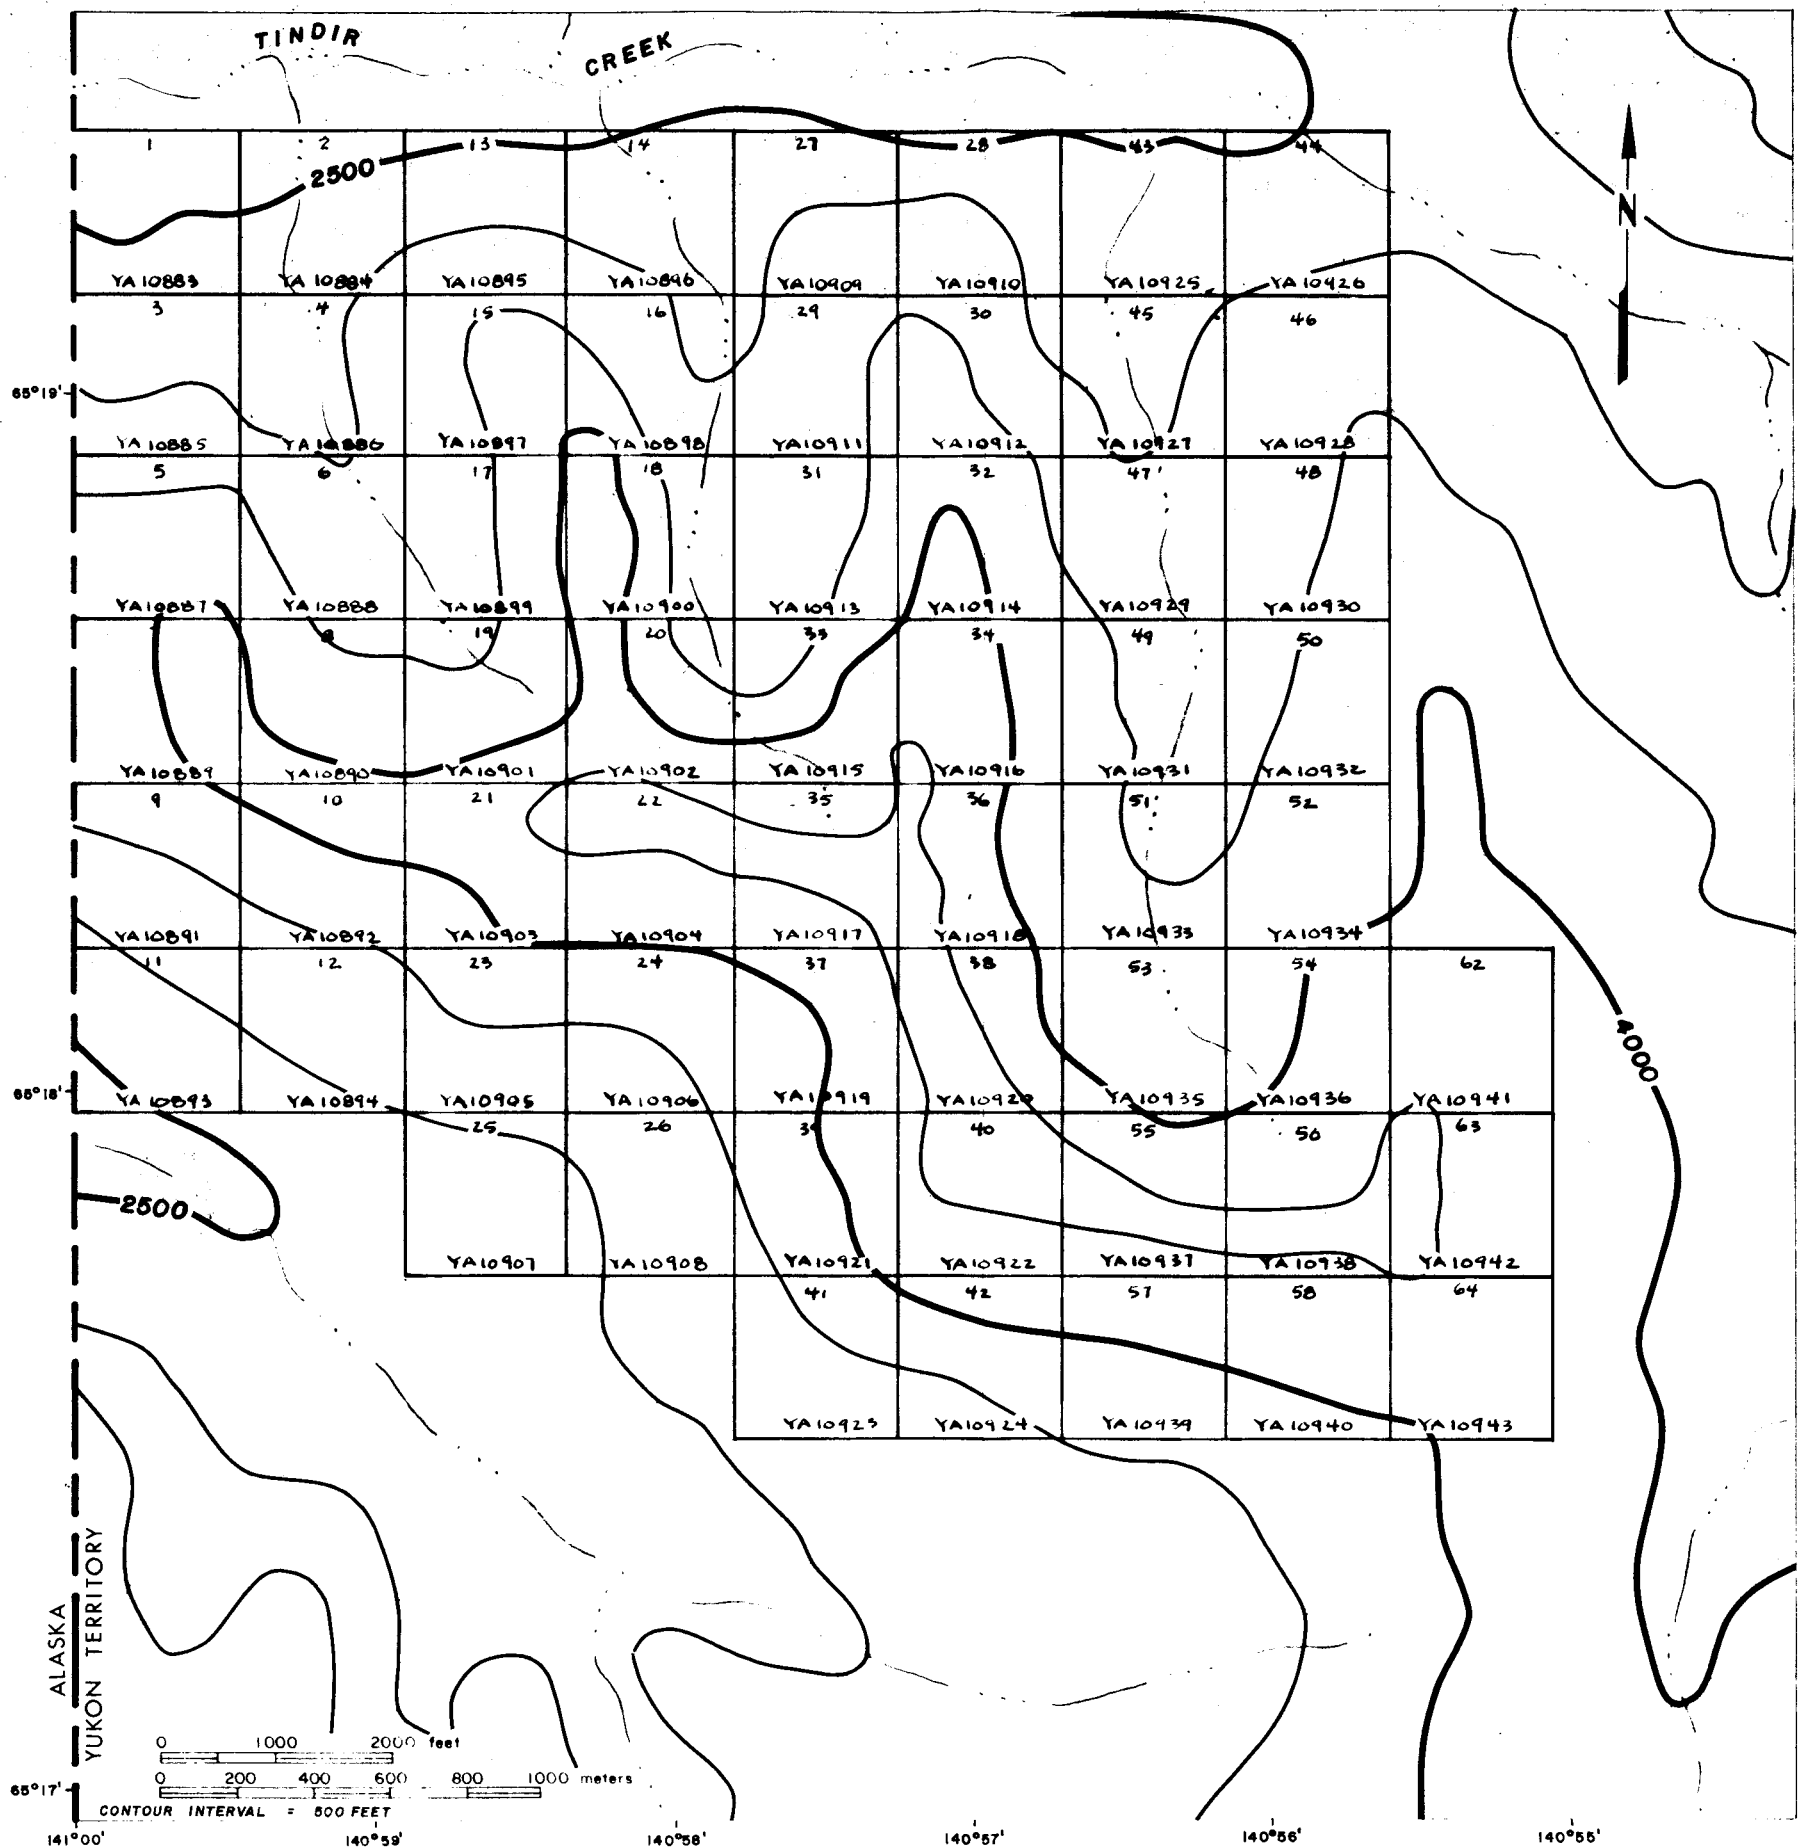 TINDIR CREEK
1 2 13 14 27 28 43 44
2500
N
YA10883 YA10884 YA10895 YA10896 YA10909 YA10910 YA10925 YA10926
3 4 15 16 29 30 45 46
65°19'
YA10885 YA10886 YA10897 YA10898 YA10911 YA10912 YA10927 YA10928
5 6 17 18 31 32 47 48
YA10887 YA10888 YA10899 YA10900 YA10913 YA10914 YA10929 YA10930
8 19 20 33 34 49 50
YA10889 YA10890 YA10901 YA10902 YA10915 YA10916 YA10931 YA10932
9 10 21 22 35 36 51 52
YA10891 YA10892 YA10903 YA10904 YA10917 YA10918 YA10933 YA10934
11 12 23 24 37 38 53 54 62
4000
65°18'
YA10893 YA10894 YA10905 YA10906 YA10919 YA10920 YA10935 YA10936 YA10941
25 26 39 40 55 56 63
2500
YA10907 YA10908 YA10921 YA10922 YA10937 YA10938 YA10942
41 42 57 58 64
YA10923 YA10924 YA10939 YA10940 YA10943
ALASKA
YUKON TERRITORY
0 1000 2000 feet
0 200 400 600 800 1000 meters
65°17'
CONTOUR INTERVAL = 500 FEET
141°00' 140°59' 140°58' 140°57' 140°56' 140°55'